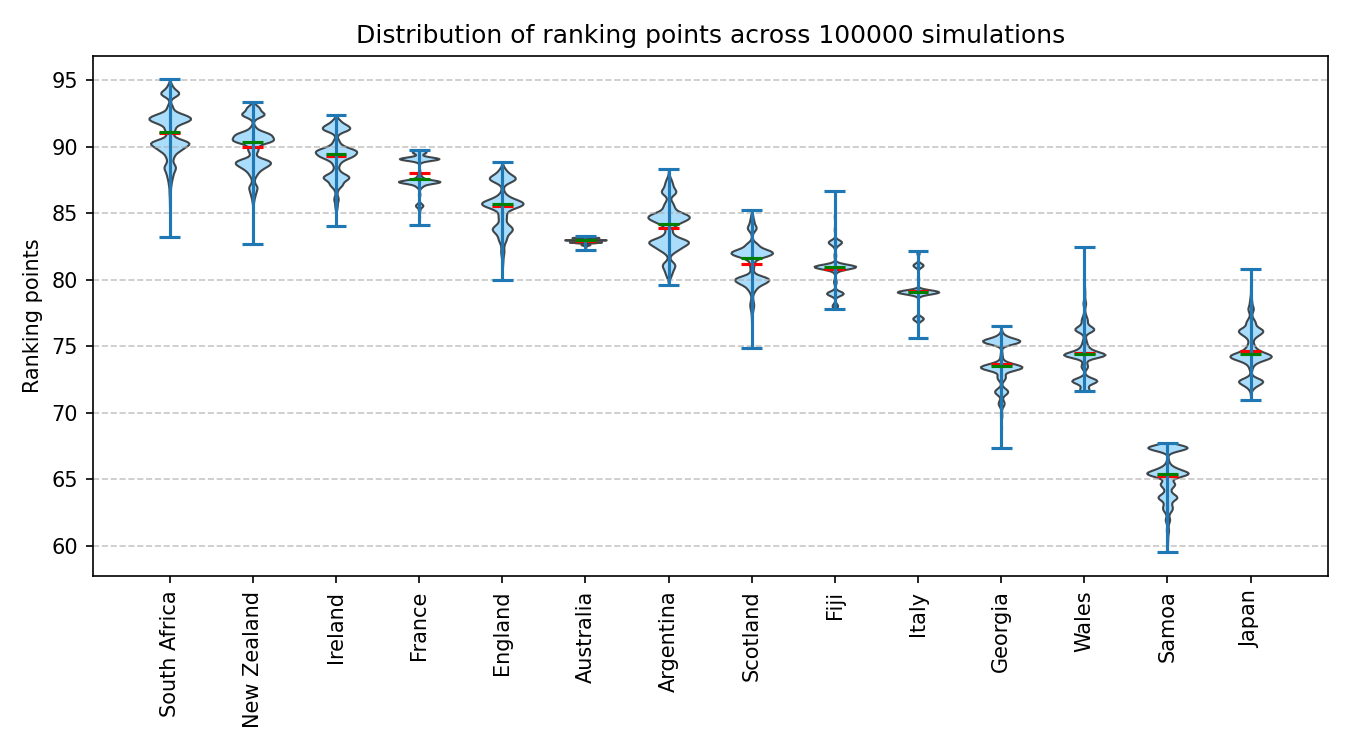 Distribution of ranking points across 100000 simulations
Ranking points
95
90
85
80
75
70
65
60
South Africa
New Zealand
Ireland
France
England
Australia
Argentina
Scotland
Fiji
Italy
Georgia
Wales
Samoa
Japan